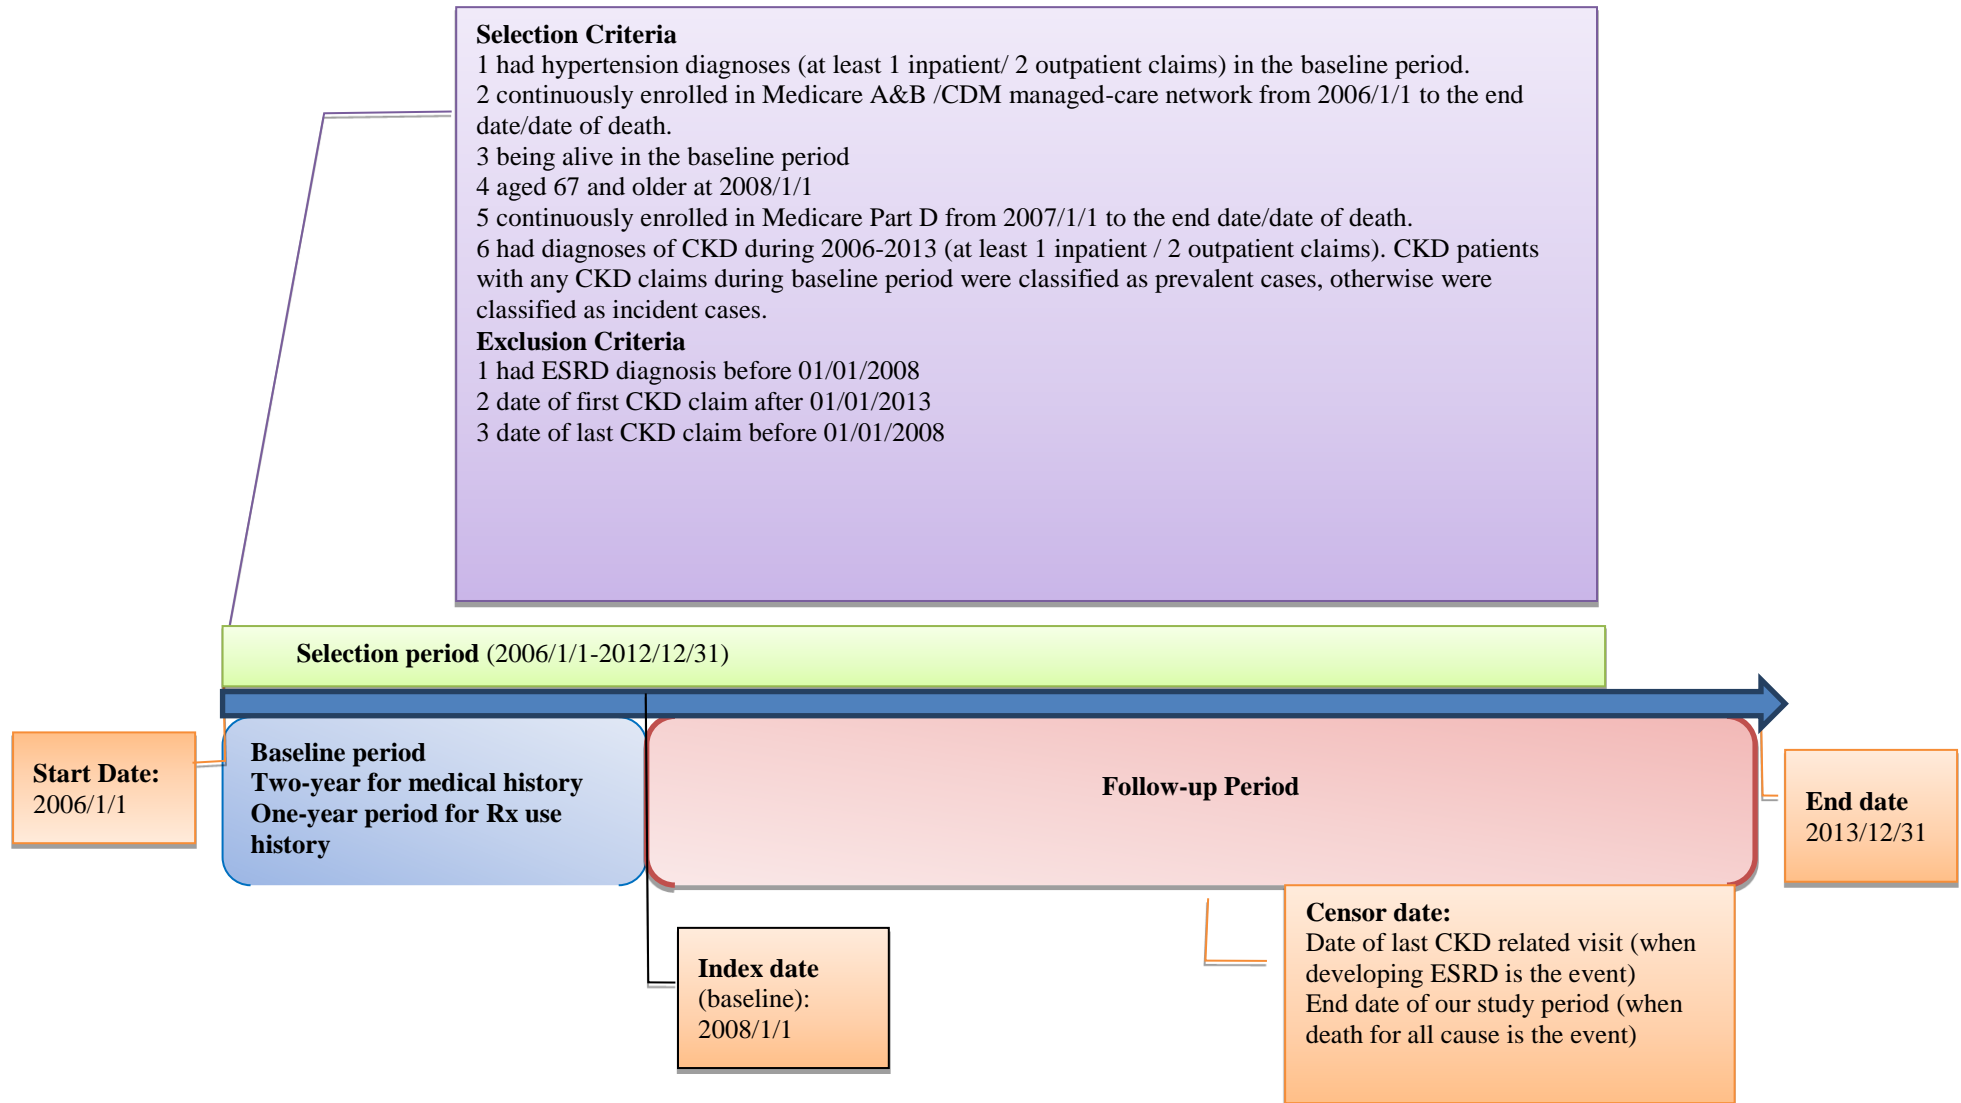 Selection Criteria
1 had hypertension diagnoses (at least 1 inpatient/ 2 outpatient claims) in the baseline period.
2 continuously enrolled in Medicare A&B /CDM managed-care network from 2006/1/1 to the end
date/date of death.
3 being alive in the baseline period
4 aged 67 and older at 2008/1/1
5 continuously enrolled in Medicare Part D from 2007/1/1 to the end date/date of death.
6 had diagnoses of CKD during 2006-2013 (at least 1 inpatient / 2 outpatient claims). CKD patients
with any CKD claims during baseline period were classified as prevalent cases, otherwise were
classified as incident cases.
Exclusion Criteria
1 had ESRD diagnosis before 01/01/2008
2 date of first CKD claim after 01/01/2013
3 date of last CKD claim before 01/01/2008
Selection period (2006/1/1-2012/12/31)
Start Date:
2006/1/1
Baseline period
Two-year for medical history
One-year period for Rx use
history
Follow-up Period
End date
2013/12/31
Index date
(baseline):
2008/1/1
Censor date:
Date of last CKD related visit (when
developing ESRD is the event)
End date of our study period (when
death for all cause is the event)